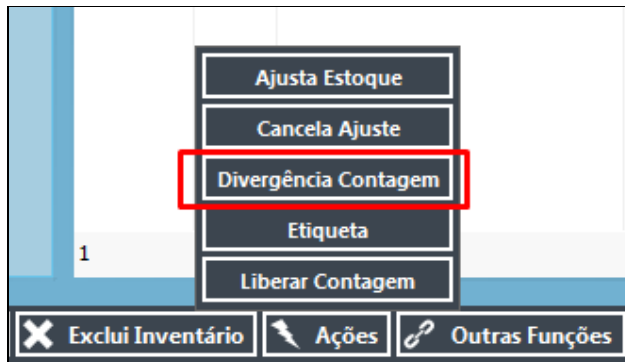 Ajusta Estoque
Cancela Ajuste
Divergência Contagem
Etiqueta
1
Liberar Contagem
Exclui Inventário Ações Outras Funções